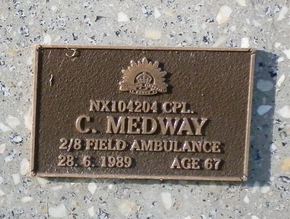 NX104204 CPL.
C. MEDWAY
2/8 FIELD AMBULANCE
28. 6. 1989 AGE 67